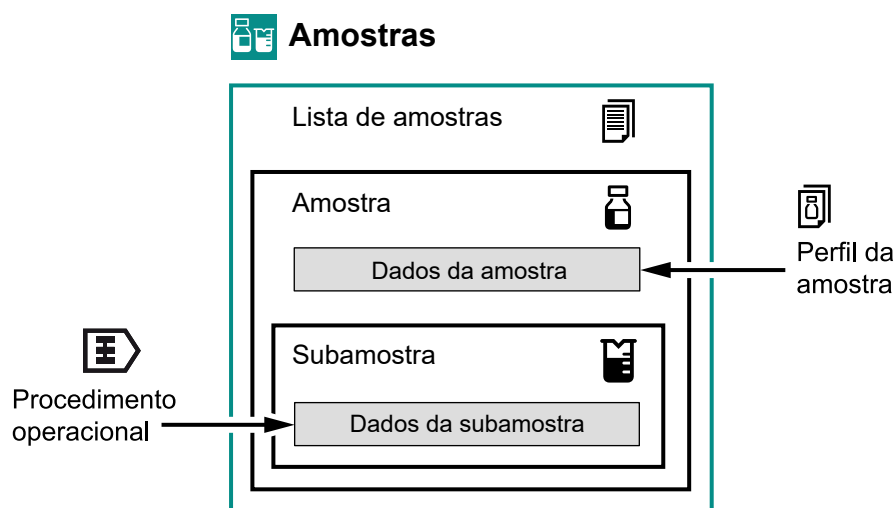 Amostras
Lista de amostras
Amostra
Dados da amostra
Perfil da
amostra
Subamostra
Dados da subamostra
Procedimento
operacional